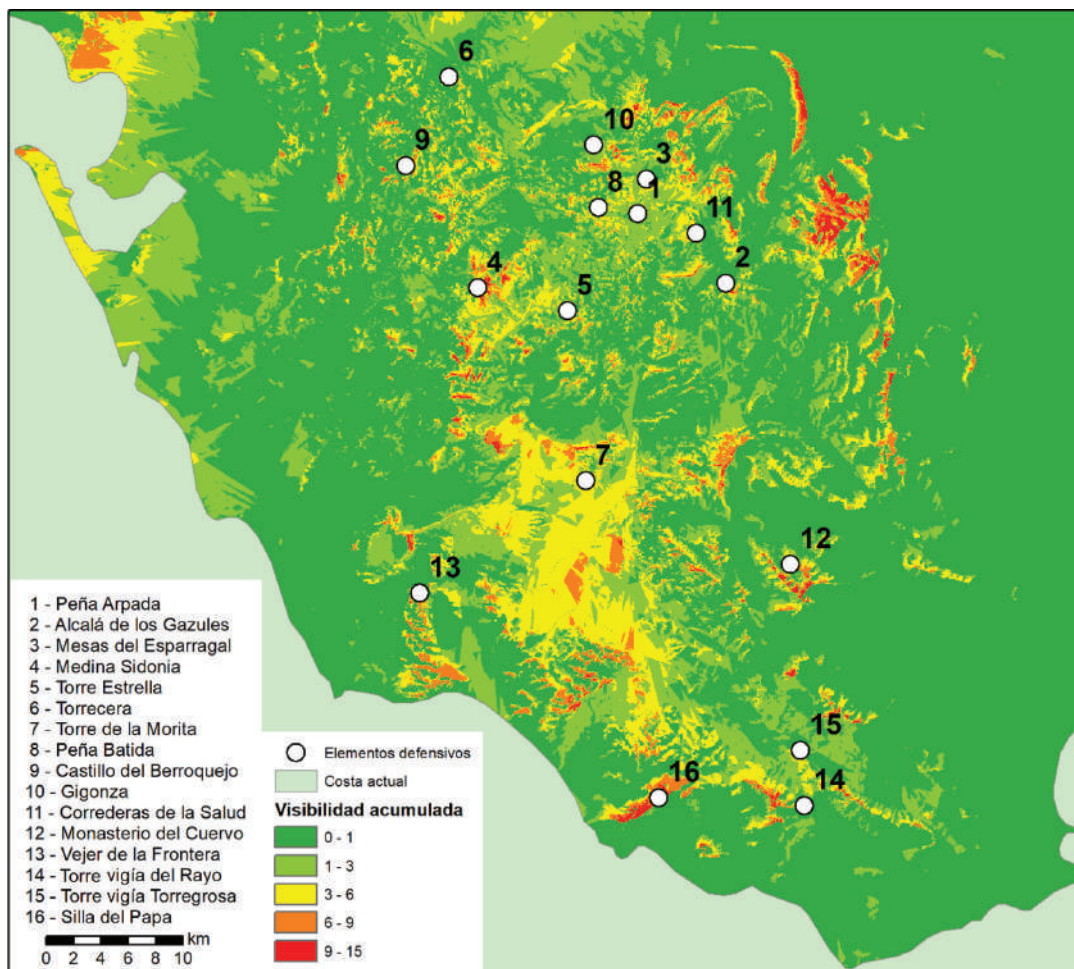 6
10
9
3
8
1
11
4
2
5
7
12
13
15
14
16
1 - Peña Arpada
2 - Alcalá de los Gazules
3 - Mesas del Esparragal
4 - Medina Sidonia
5 - Torre Estrella
6 - Torrecera
7 - Torre de la Morita
8 - Peña Batida
9 - Castillo del Berroquejo
10 - Gigonza
11 - Correderas de la Salud
12 - Monasterio del Cuervo
13 - Vejer de la Frontera
14 - Torre vigía del Rayo
15 - Torre vigía Torregrosa
16 - Silla del Papa
km
0 2 4 6 8 10
Elementos defensivos
Costa actual
Visibilidad acumulada
0 - 1
1 - 3
3 - 6
6 - 9
9 - 15